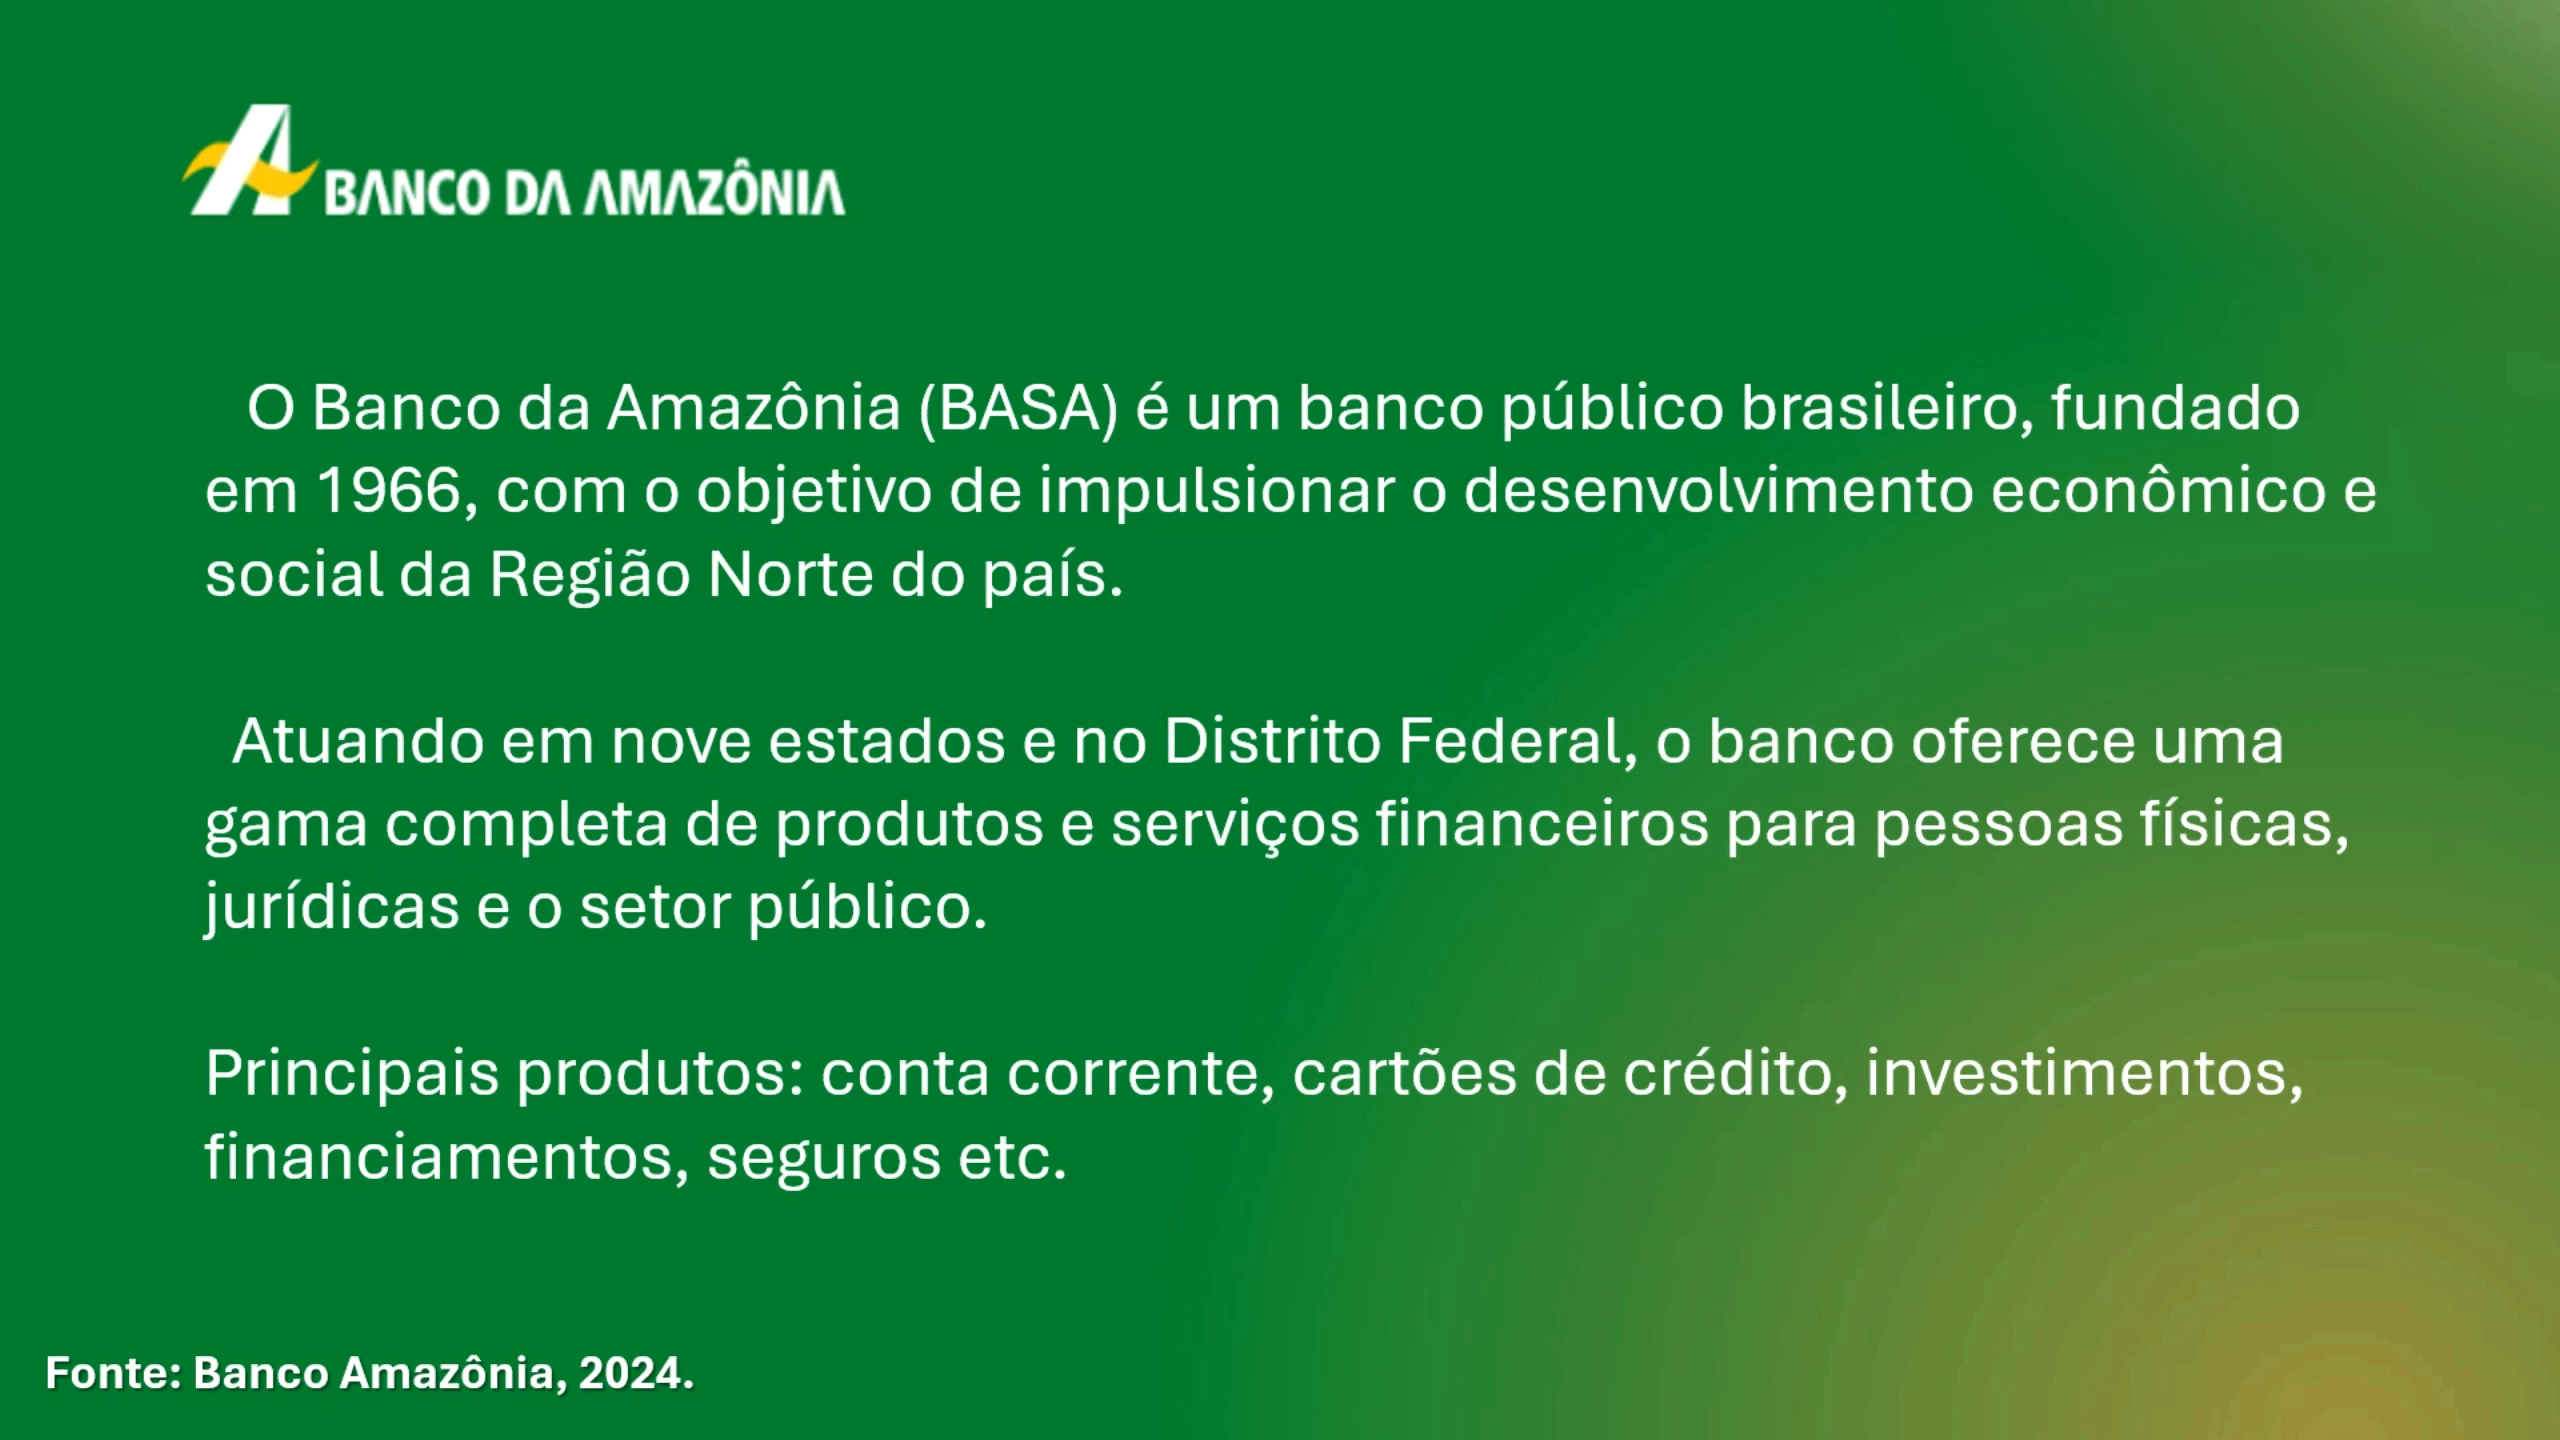 BANCO DA AMAZÔNIA
O Banco da Amazônia (BASA) é um banco público brasileiro, fundado
em 1966, com o objetivo de impulsionar o desenvolvimento econômico e
social da Região Norte do país.
Atuando em nove estados e no Distrito Federal, o banco oferece uma
gama completa de produtos e serviços financeiros para pessoas físicas,
jurídicas e o setor público.
Principais produtos: conta corrente, cartões de crédito, investimentos,
financiamentos, seguros etc.
Fonte: Banco Amazônia, 2024.